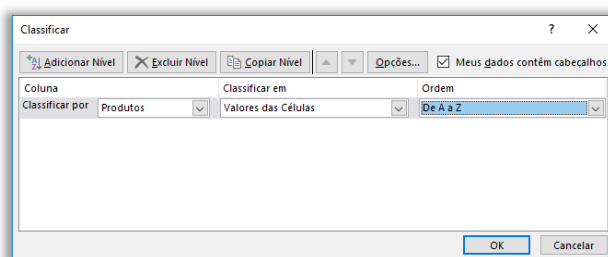 Classificar ? ×
Adicionar Nível Excluir Nível Copiar Nível Opções... Meus dados contêm cabeçalhos
Coluna Classificar em Ordem
Classificar por Produtos Valores das Células De A a Z
OK Cancelar